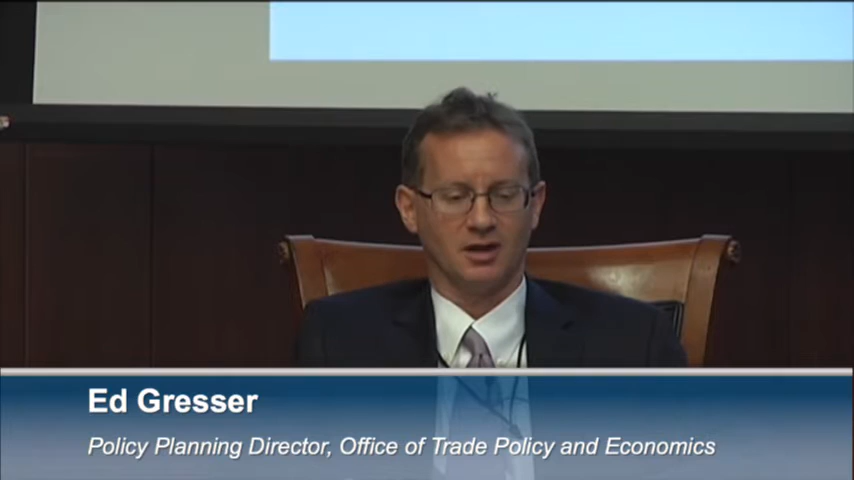 Ed Gresser
Policy Planning Director, Office of Trade Policy and Economics